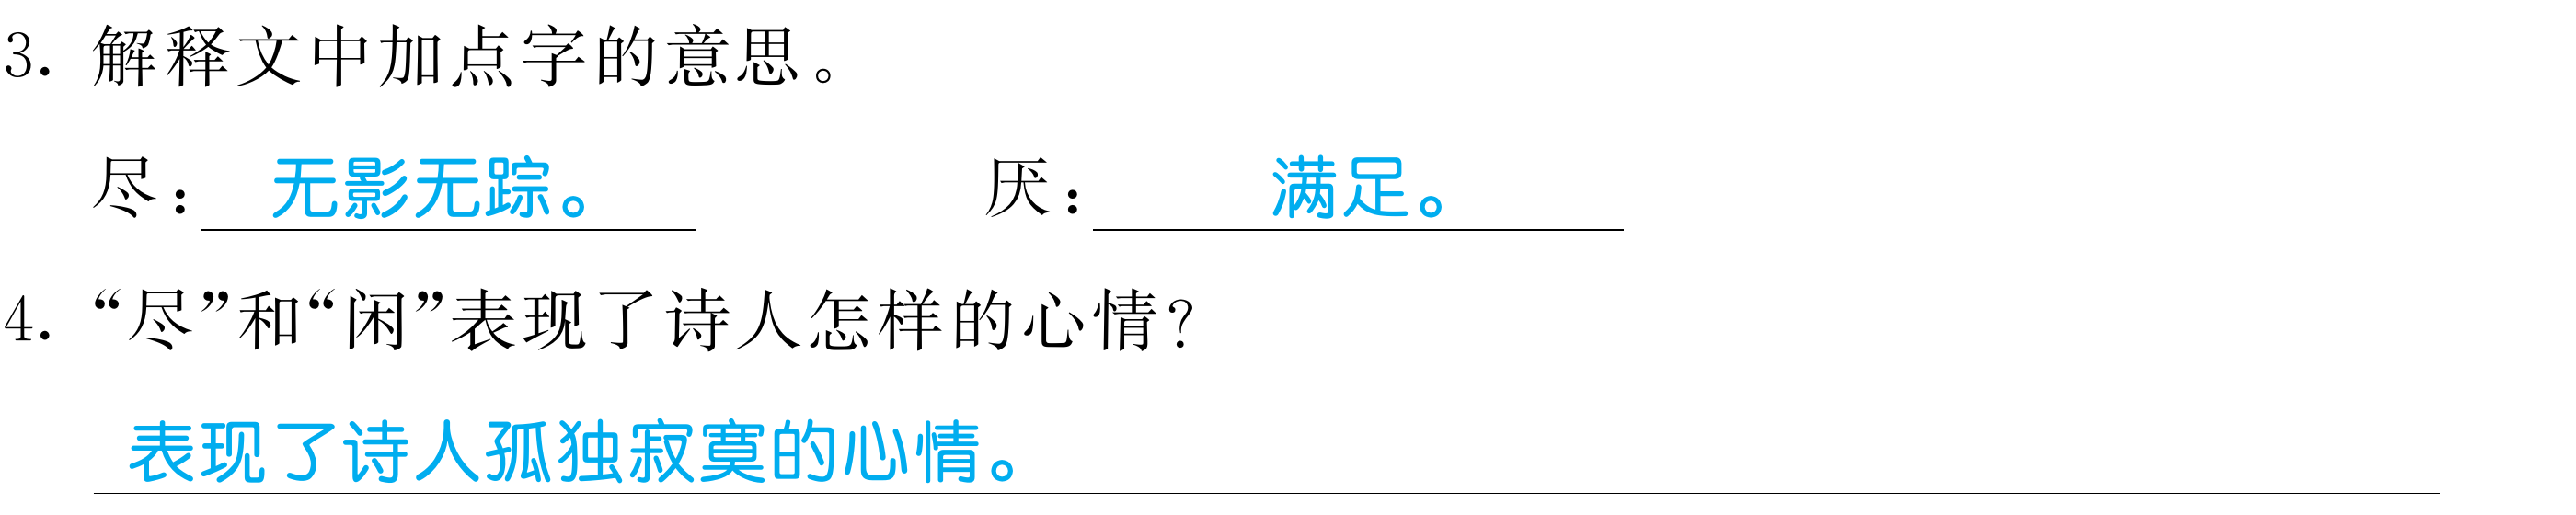 3. 解释文中加点字的意思。
尽：无影无踪。 厌：满足。
4. “尽”和“闲”表现了诗人怎样的心情?
表现了诗人孤独寂寞的心情。